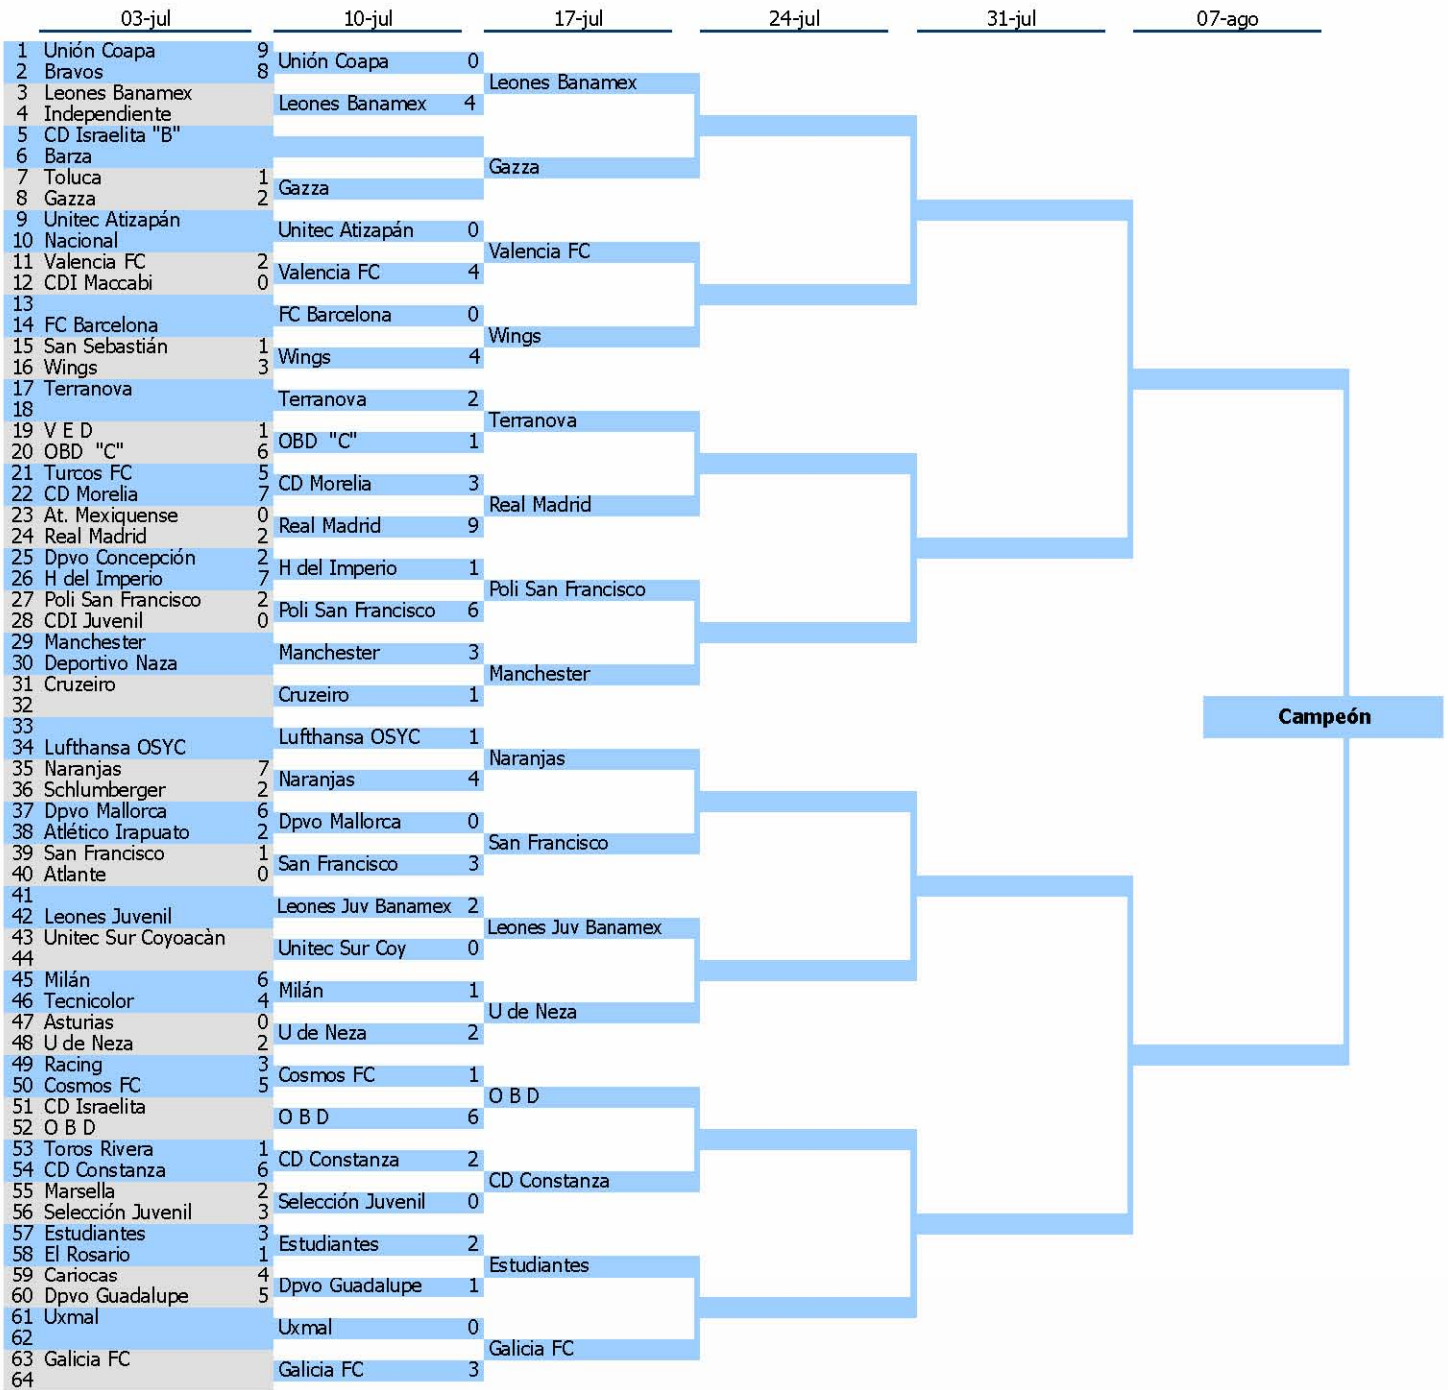 03-jul 10-jul 17-jul 24-jul 31-jul 07-ago
1 Unión Coapa 9
2 Bravos 8
3 Leones Banamex
4 Independiente
5 CD Israelita "B"
6 Barza
7 Toluca 1
8 Gazza 2
9 Unitec Atizapán
10 Nacional
11 Valencia FC 2
12 CDI Maccabi 0
13
14 FC Barcelona
15 San Sebastián 1
16 Wings 3
17 Terranova
18
19 V E D 1
20 OBD "C" 6
21 Turcos FC 5
22 CD Morelia 7
23 At. Mexiquense 0
24 Real Madrid 2
25 Dpvo Concepción 2
26 H del Imperio 7
27 Poli San Francisco 2
28 CDI Juvenil 0
29 Manchester
30 Deportivo Naza
31 Cruzeiro
32
33
34 Lufthansa OSYC
35 Naranjas 7
36 Schlumberger 2
37 Dpvo Mallorca 6
38 Atlético Irapuato 2
39 San Francisco 1
40 Atlante 0
41
42 Leones Juvenil
43 Unitec Sur Coyoacàn
44
45 Milán 6
46 Tecnicolor 4
47 Asturias 0
48 U de Neza 2
49 Racing 3
50 Cosmos FC 5
51 CD Israelita
52 O B D
53 Toros Rivera 1
54 CD Constanza 6
55 Marsella 2
56 Selección Juvenil 3
57 Estudiantes 3
58 El Rosario 1
59 Cariocas 4
60 Dpvo Guadalupe 5
61 Uxmal
62
63 Galicia FC
64
Unión Coapa 0
Leones Banamex 4
Gazza
Unitec Atizapán 0
Valencia FC 4
FC Barcelona 0
Wings 4
Terranova 2
OBD "C" 1
CD Morelia 3
Real Madrid 9
H del Imperio 1
Poli San Francisco 6
Manchester 3
Cruzeiro 1
Lufthansa OSYC 1
Naranjas 4
Dpvo Mallorca 0
San Francisco 3
Leones Juv Banamex 2
Unitec Sur Coy 0
Milán 1
U de Neza 2
Cosmos FC 1
O B D 6
CD Constanza 2
Selección Juvenil 0
Estudiantes 2
Dpvo Guadalupe 1
Uxmal 0
Galicia FC 3
Leones Banamex
Gazza
Valencia FC
Wings
Terranova
Real Madrid
Poli San Francisco
Manchester
Naranjas
San Francisco
Leones Juv Banamex
U de Neza
O B D
CD Constanza
Estudiantes
Galicia FC
Campeón